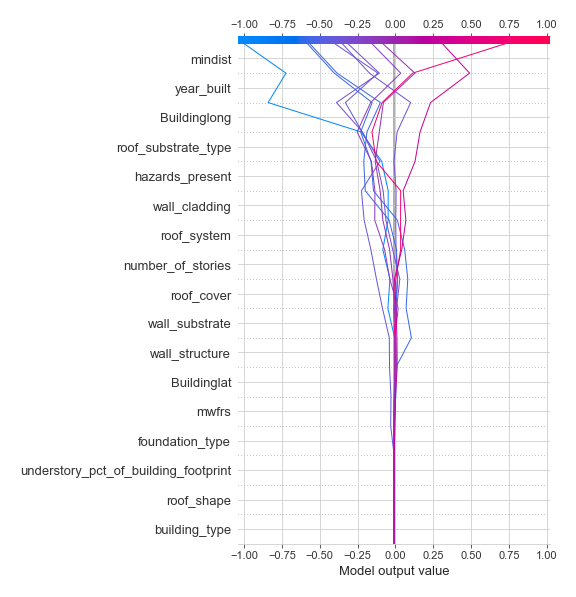 −1.00 −0.75 −0.50 −0.25 0.00 0.25 0.50 0.75 1.00
mindist
year_built
Buildinglong
roof_substrate_type
hazards_present
wall_cladding
roof_system
number_of_stories
roof_cover
wall_substrate
wall_structure
Buildinglat
mwfrs
foundation_type
understory_pct_of_building_footprint
roof_shape
building_type
−1.00 −0.75 −0.50 −0.25 0.00 0.25 0.50 0.75 1.00
Model output value